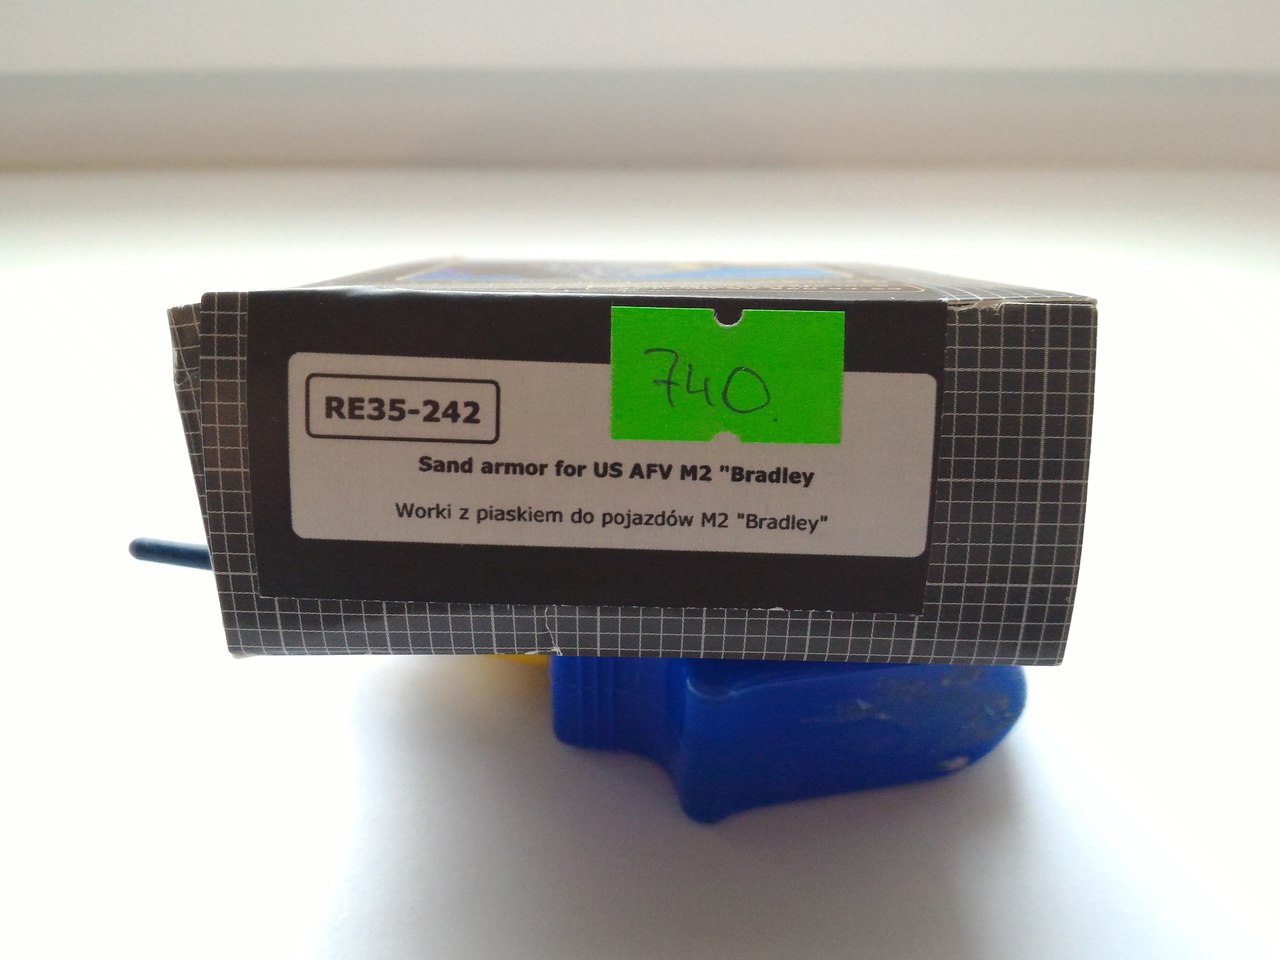 740.
RE35-242
Sand armor for US AFV M2 "Bradley
Worki z piaskiem do pojazdów M2 "Bradley"